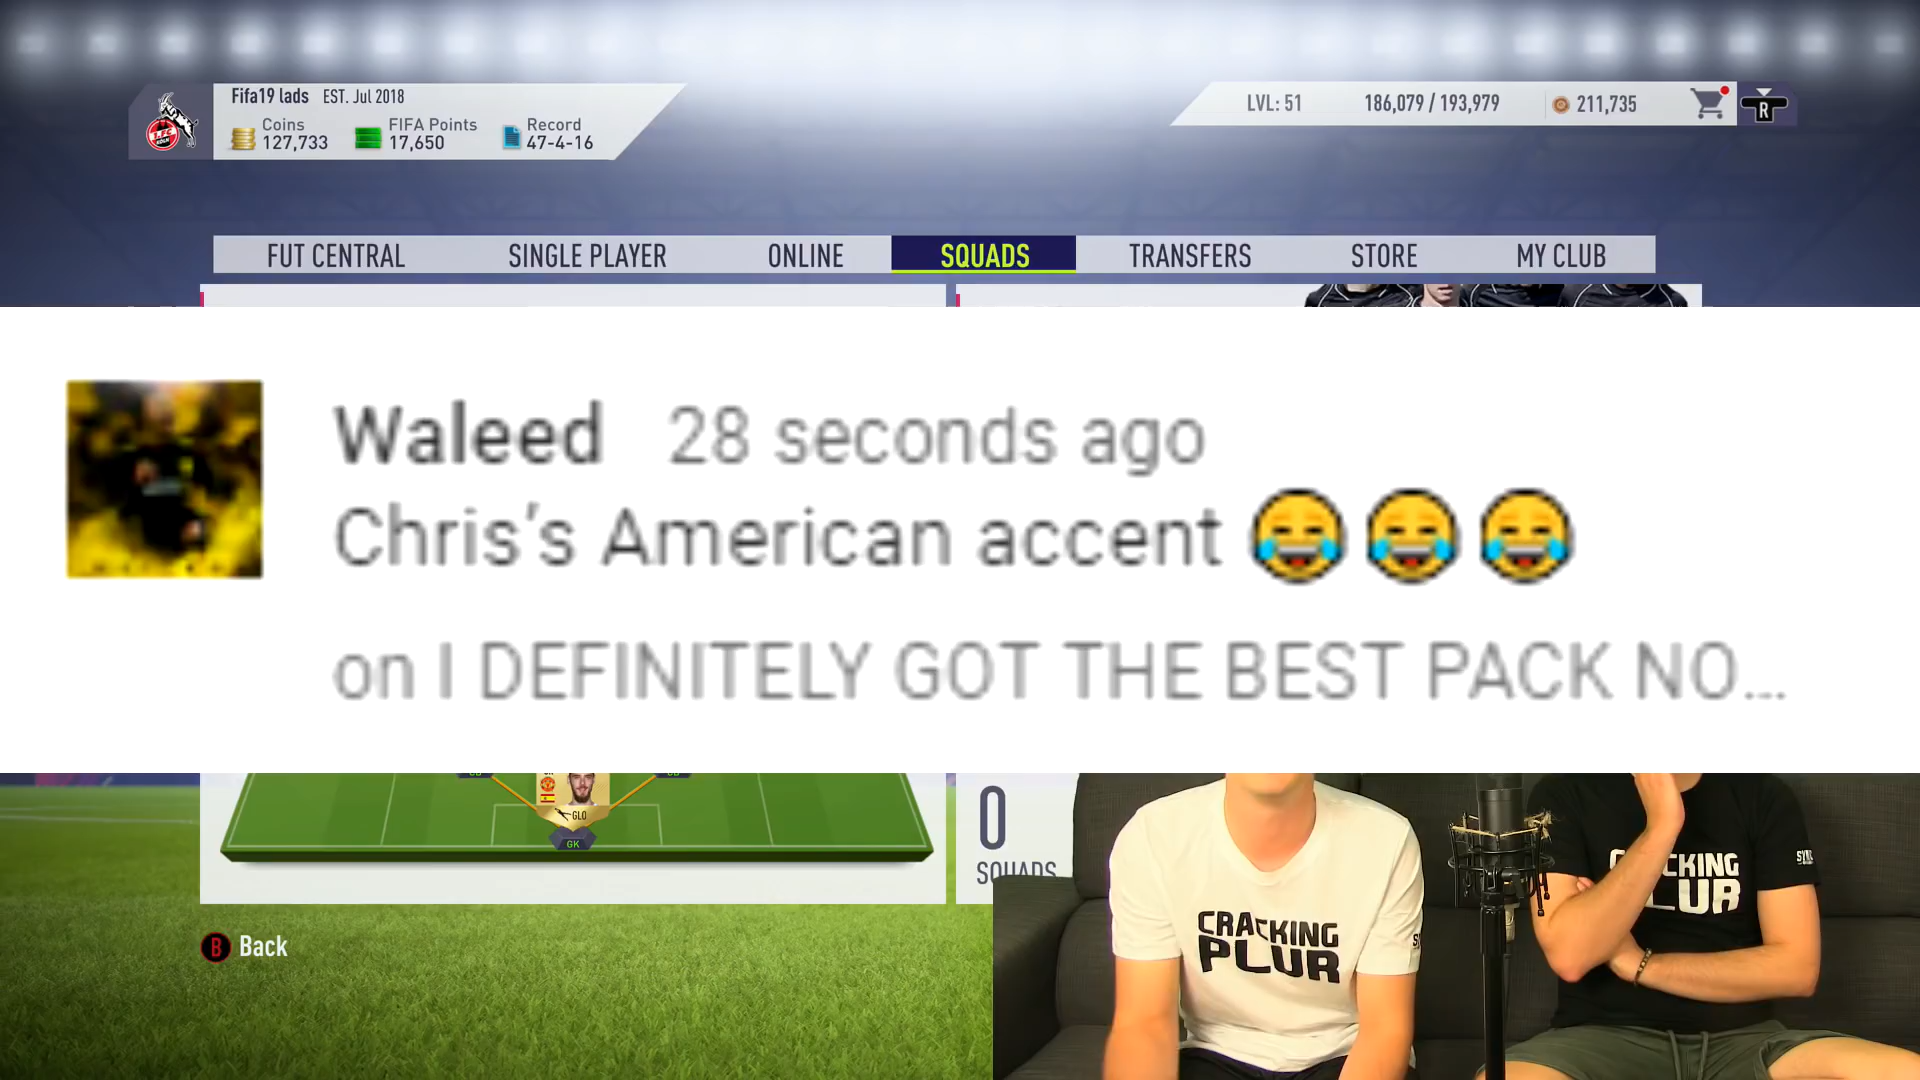 Fifa19 lads EST. Jul 2018
Coins
127,733
FIFA Points
17,650
Record
47-4-16
LVL: 51 186,079 / 193,979 211,735
R
FUT CENTRAL SINGLE PLAYER ONLINE SQUADS TRANSFERS STORE MY CLUB
Waleed 28 seconds ago
Chris's American accent 😂😂😂
on I DEFINITELY GOT THE BEST PACK NO...
GLO
GK
0
SQUADS
B Back
CRACKING
PLUR